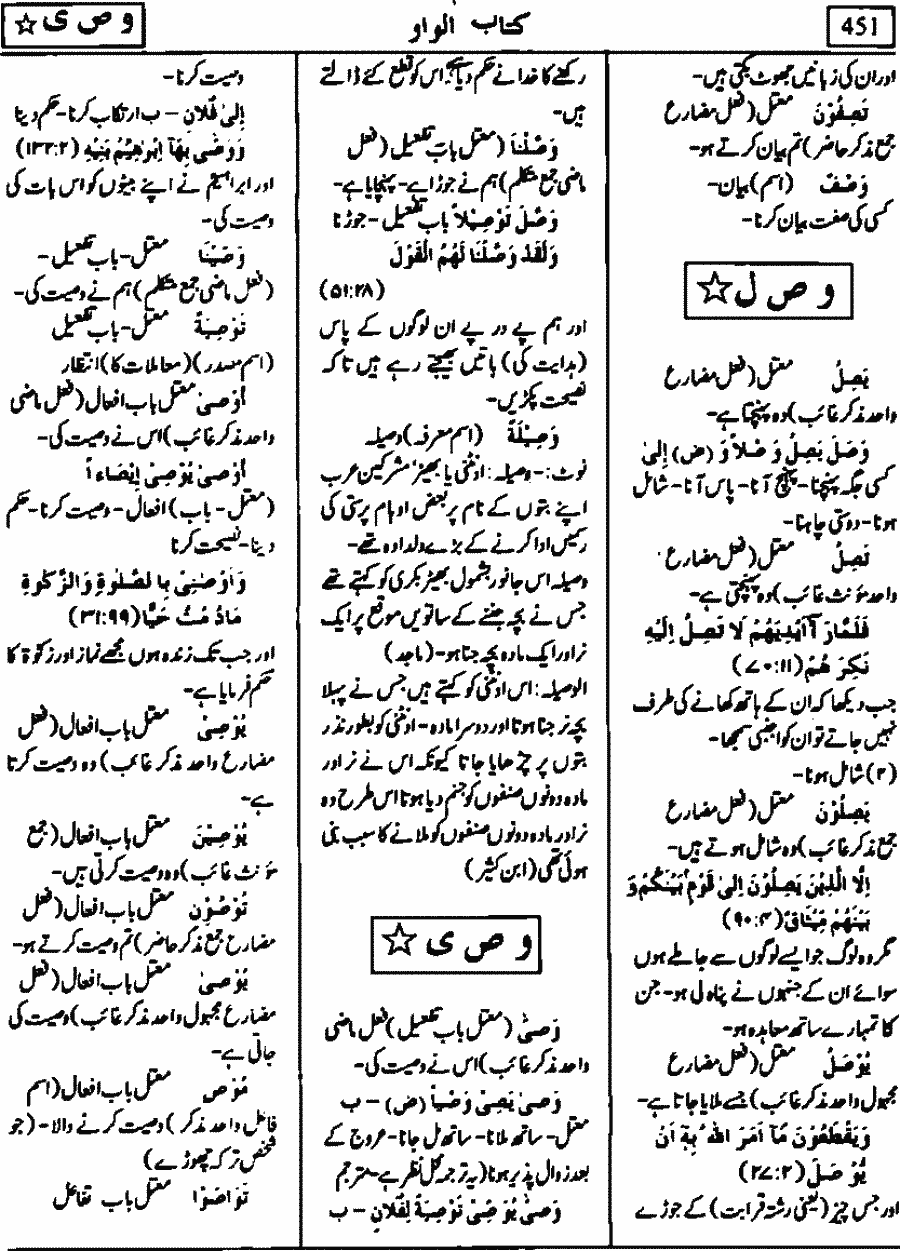 451
کتاب الواو
و ص ی ☆
اور ان کی زبانیں جھوٹ بکتی ہیں-
تَصِفُوْنَ معتل (فعل مضارع
جمع مذکر حاضر) تم بیان کرتے ہو-
وَصْفٌ (اسم) بیان-
کسی کی صفت بیان کرنا-
و ص ل ☆
یَصِلُ معتل (فعل مضارع
واحد مذکر غائب) وہ پہنچتا ہے-
وَصَلَ یَصِلُ وَصْلاً وَ (ض) اِلیٰ
کسی جگہ پہنچنا- پہنچ آنا- پاس آنا- شامل
ہونا- دوستی چاہنا-
تَصِلُ معتل (فعل مضارع
واحد مؤنث غائب) وہ پہنچتی ہے-
فَلَمَّارَ آاَیْدِیَهُمْ لَا تَصِلُ اِلَیْهِ
نَکِرَ هُمْ (۷۰:۱۱)
جب دیکھا کہ ان کے ہاتھ کھانے کی طرف
نہیں جاتے تو ان کو اجنبی سمجھا-
(۲) شامل ہونا-
یَصِلُوْنَ معتل (فعل مضارع
جمع مذکر غائب) وہ شامل ہوتے ہیں-
اِلَّا الَّذِیْنَ یَصِلُوْنَ اِلیٰ قَوْمٍ بَیْنَکُمْ وَ
بَیْنَهُمْ مِّیْثَاقٌ (۹۰:۴)
مگر وہ لوگ جو ایسے لوگوں سے جا ملے ہوں
سوائے ان کے جنہوں نے پناہ لی ہو- جن
کا تمہارے ساتھ معاہدہ ہو-
یُوْصَلُ معتل (فعل مضارع
مجہول واحد مذکر غائب) جسے ملایا جاتا ہے-
وَیَقْطَعُوْنَ مَآ اَمَرَ اللهُ بِهٖ اَنْ
یُّوْ صَلَ (۲۷:۲)
اور جس چیز (یعنی رشتہ قرابت) کے جوڑے
رکھنے کا خدا نے حکم دیا ہے اس کو قطع کئے ڈالتے
ہیں-
وَصَّلْنَا (معتل باب تفعیل (فعل
ماضی جمع متکلم) ہم نے جوڑا ہے- پہنچایا ہے-
وَصَّلَ تَوْصِیْلاً باب تفعیل- جوڑنا
وَلَقَدْ وَصَّلْنَا لَهُمُ الْقَوْلَ
(۵۱:۲۸)
اور ہم پے در پے ان لوگوں کے پاس
(ہدایت کی) باتیں بھیجتے رہے ہیں تاکہ
نصیحت پکڑیں-
وَصِیْلَةً (اسم معرفہ) وصیلہ
نوٹ:- وصیلہ: اونٹنی یا بھیڑ' مشرکین عرب
اپنے بتوں کے نام پر بعض اوہام پرستی کی
رسمیں ادا کرنے کے بڑے دلدادہ تھے-
وصیلہ اس جانور بشمول بھیڑ بکری کو کہتے تھے
جس نے بچہ جننے کے ساتویں موقع پر ایک
نر اور ایک مادہ بچہ جنا ہو- (ماجد)
الوصیلہ: اس اونٹنی کو کہتے ہیں جس نے پہلا
بچہ نر جنا ہوتا اور دوسرا مادہ- اونٹنی کو بطور نذر
بتوں پر چڑھایا جاتا کیونکہ اس نے نر اور
مادہ دونوں صنفوں کو جنم دیا ہوتا اس طرح وہ
نر اور مادہ دونوں صنفوں کو ملانے کا سبب بنی
ہوئی تھی (ابن کثیر)
و ص ی ☆
وَصّٰی (معتل باب تفعیل) فعل ماضی
واحد مذکر غائب) اس نے وصیت کی-
وَصیٰ یَصِیْ وَصْیاً (ض) - ب
معتل- ساتھ ملانا- ساتھ مل جانا- عروج کے
بعد زوال پذیر ہونا (یہ ترجمہ محل نظر ہے- مترجم
وَصّیٰ یُوَصِّیْ تَوْصِیَةً لِفُلَانٍ - ب
وصیت کرنا-
اِلیٰ فُلَانٍ - ب ارتکاب کرنا- حکم دینا
وَوَصّٰی بِهَآ اِبْرٰهِیْمُ بَنِیْهِ (۱۳۲:۲)
اور ابراہیم نے اپنے بیٹوں کو اس بات کی
وصیت کی-
وَصَّیْنَا معتل- باب تفعیل-
(فعل ماضی جمع متکلم) ہم نے وصیت کی-
تَوْصِیَةً معتل- باب تفعیل
(اسم مصدر) (معاملات کا) انتظار
اَوْصیٰ معتل باب افعال (فعل ماضی
واحد مذکر غائب) اس نے وصیت کی-
اَوْصیٰ یُوْصِیْ اِیْصَاء اً
(معتل- باب) افعال- وصیت کرنا- حکم
دینا- نصیحت کرنا
وَاَوْصٰنِیْ بِا لصَّلٰوةِ وَالزَّکٰوةِ
مَادُ مْتُ حَیًّا (۳۱:۹۹)
اور جب تک زندہ ہوں مجھے نماز اور زکوۃ کا
حکم فرمایا ہے-
یُوْصِیْ معتل باب افعال (فعل
مضارع واحد مذکر غائب) وہ وصیت کرتا
ہے-
یُوْصِیْنَ معتل باب افعال (جمع
مؤنث غائب) وہ وصیت کرتی ہیں-
تُوْصُوْن معتل باب افعال (فعل
مضارع جمع مذکر حاضر) تم وصیت کرتے ہو-
یُوْصیٰ معتل باب افعال (فعل
مضارع مجہول واحد مذکر غائب) وصیت کی
جاتی ہے-
مُوْص معتل باب افعال (اسم
فاعل واحد مذکر) وصیت کرنے والا- (جو
شخص ترکہ چھوڑے)
تَوَاصَوْا معتل باب تفاعل